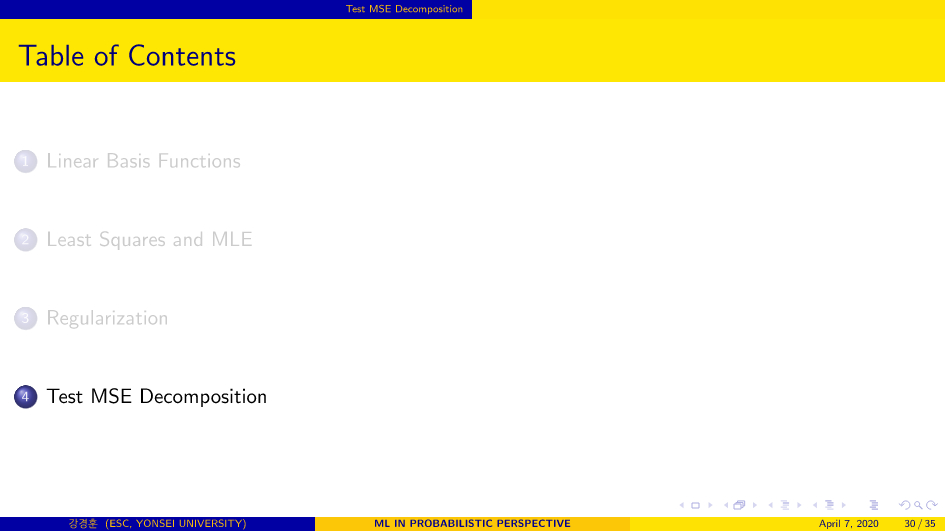 Test MSE Decomposition
Table of Contents
1 Linear Basis Functions
2 Least Squares and MLE
3 Regularization
4 Test MSE Decomposition
강경훈 (ESC, YONSEI UNIVERSITY) ML IN PROBABILISTIC PERSPECTIVE April 7, 2020 30 / 35